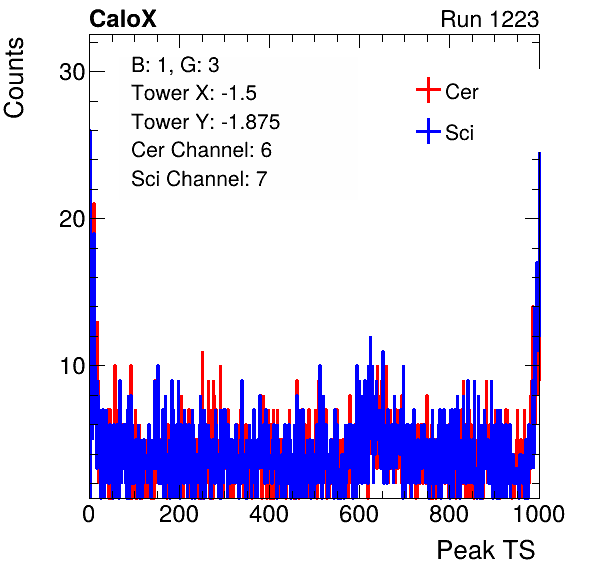 CaloX Run 1223
Counts
30
20
10
B: 1, G: 3
Tower X: -1.5
Tower Y: -1.875
Cer Channel: 6
Sci Channel: 7
Cer
Sci
0 200 400 600 800 1000
Peak TS